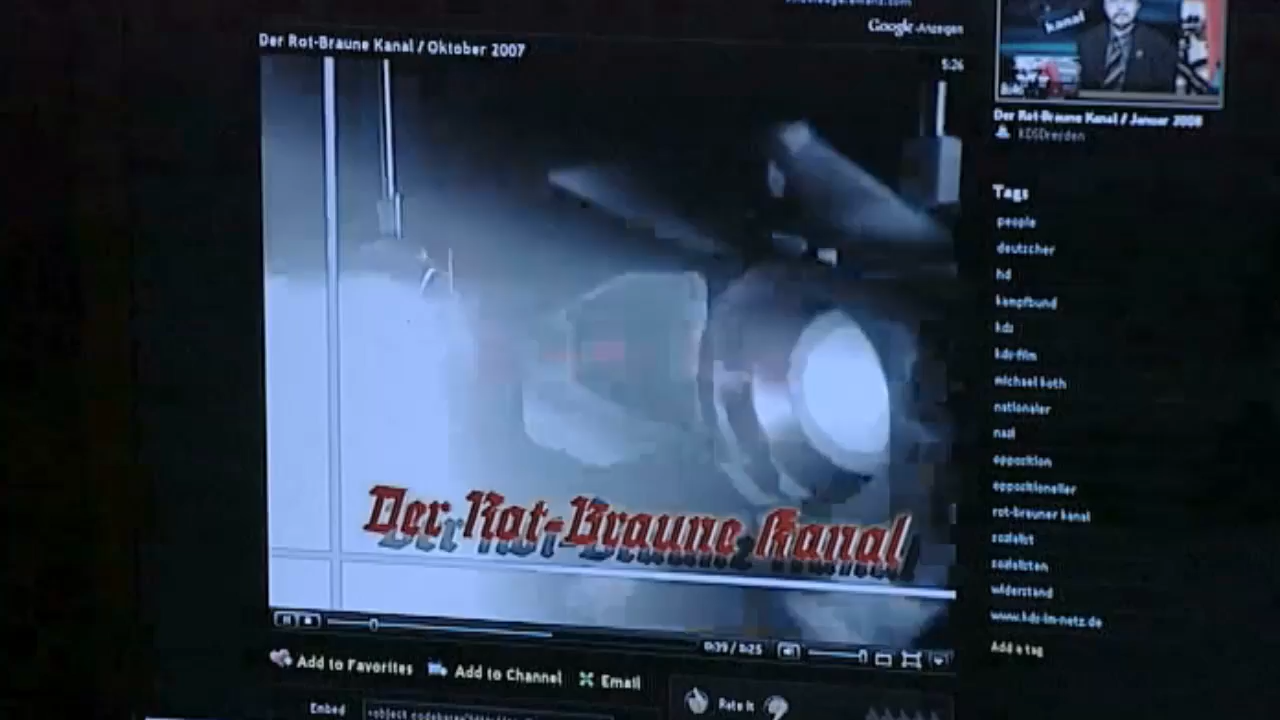 Google-Anzeigen
Der Rot-Braune Kanal / Oktober 2007
5:26
kanal
Der Rot-Braune Kanal / Januar 2008
KDSDresden
Tags
people
deutscher
hd
kampfbund
kds
kds-film
michael koth
nationaler
nazi
opposition
oppositioneller
rot-brauner kanal
sozialist
sozialisten
widerstand
www.kds-im-netz.de
Add a tag
Der Rot-Braune Kanal
Add to Favorites
Add to Channel
Email
Rate it
Embed